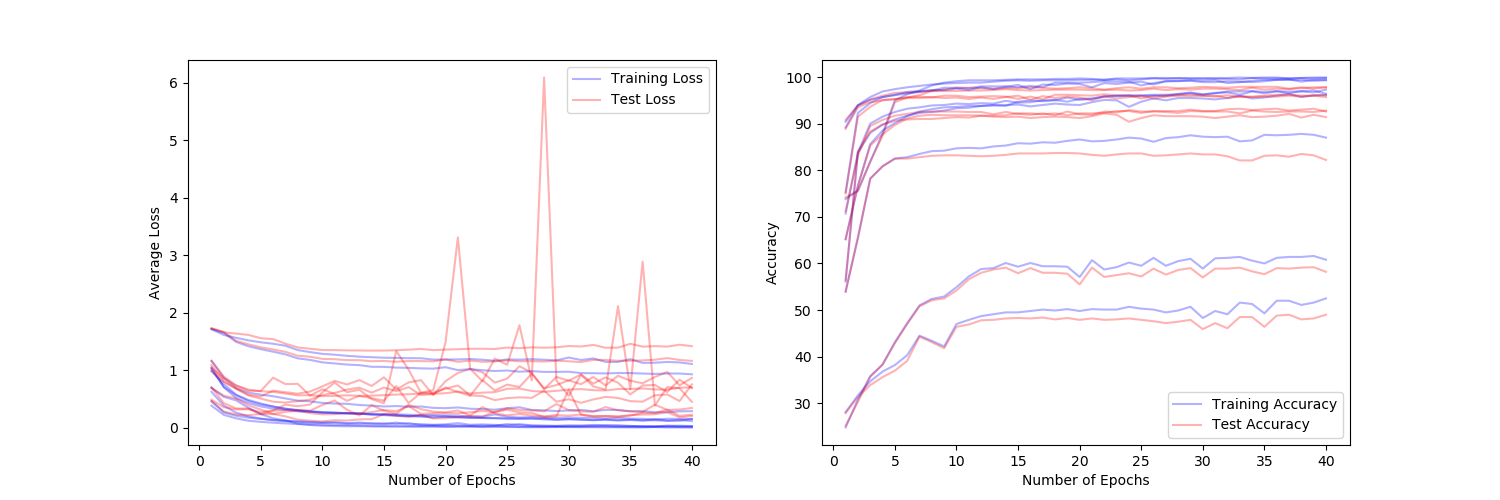 6
5
4
3
2
1
0
Average Loss
Training Loss
Test Loss
0 5 10 15 20 25 30 35 40
Number of Epochs
100
90
80
70
60
50
40
30
Accuracy
Training Accuracy
Test Accuracy
0 5 10 15 20 25 30 35 40
Number of Epochs